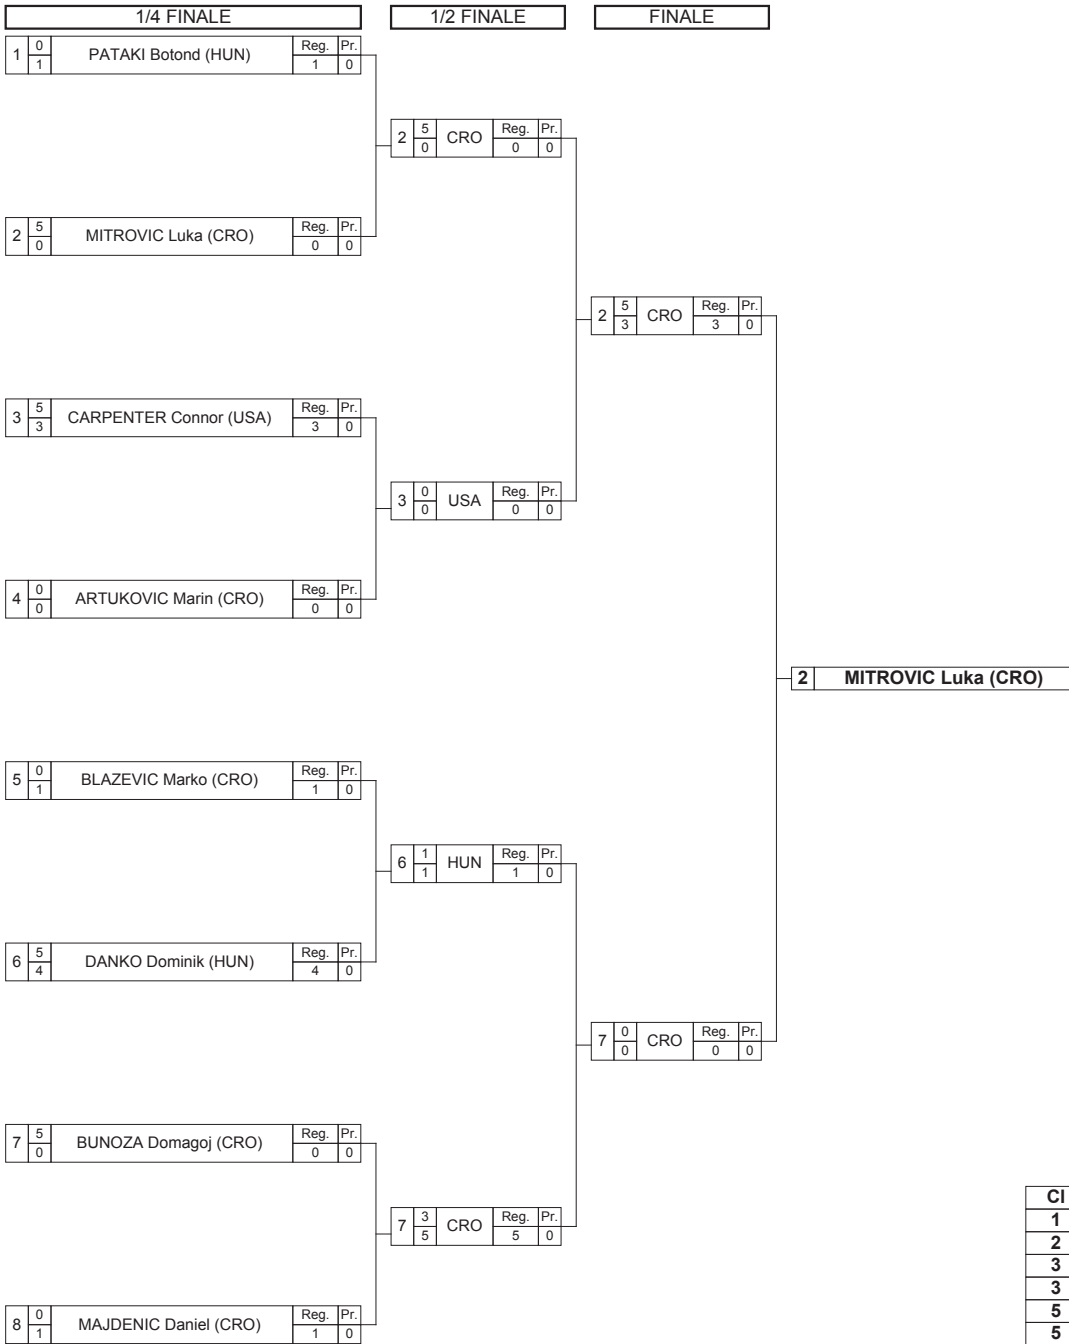 1/4 FINALE 1/2 FINALE FINALE
1 0 1 PATAKI Botond (HUN) Reg. Pr. 1 0
2 5 0 CRO Reg. Pr. 0 0
2 5 0 MITROVIC Luka (CRO) Reg. Pr. 0 0
2 5 3 CRO Reg. Pr. 3 0
3 5 3 CARPENTER Connor (USA) Reg. Pr. 3 0
3 0 0 USA Reg. Pr. 0 0
4 0 0 ARTUKOVIC Marin (CRO) Reg. Pr. 0 0
2 MITROVIC Luka (CRO)
5 0 1 BLAZEVIC Marko (CRO) Reg. Pr. 1 0
6 1 1 HUN Reg. Pr. 1 0
6 5 4 DANKO Dominik (HUN) Reg. Pr. 4 0
7 0 0 CRO Reg. Pr. 0 0
7 5 0 BUNOZA Domagoj (CRO) Reg. Pr. 0 0
7 3 5 CRO Reg. Pr. 5 0
8 0 1 MAJDENIC Daniel (CRO) Reg. Pr. 1 0
Cl
1
2
3
3
5
5